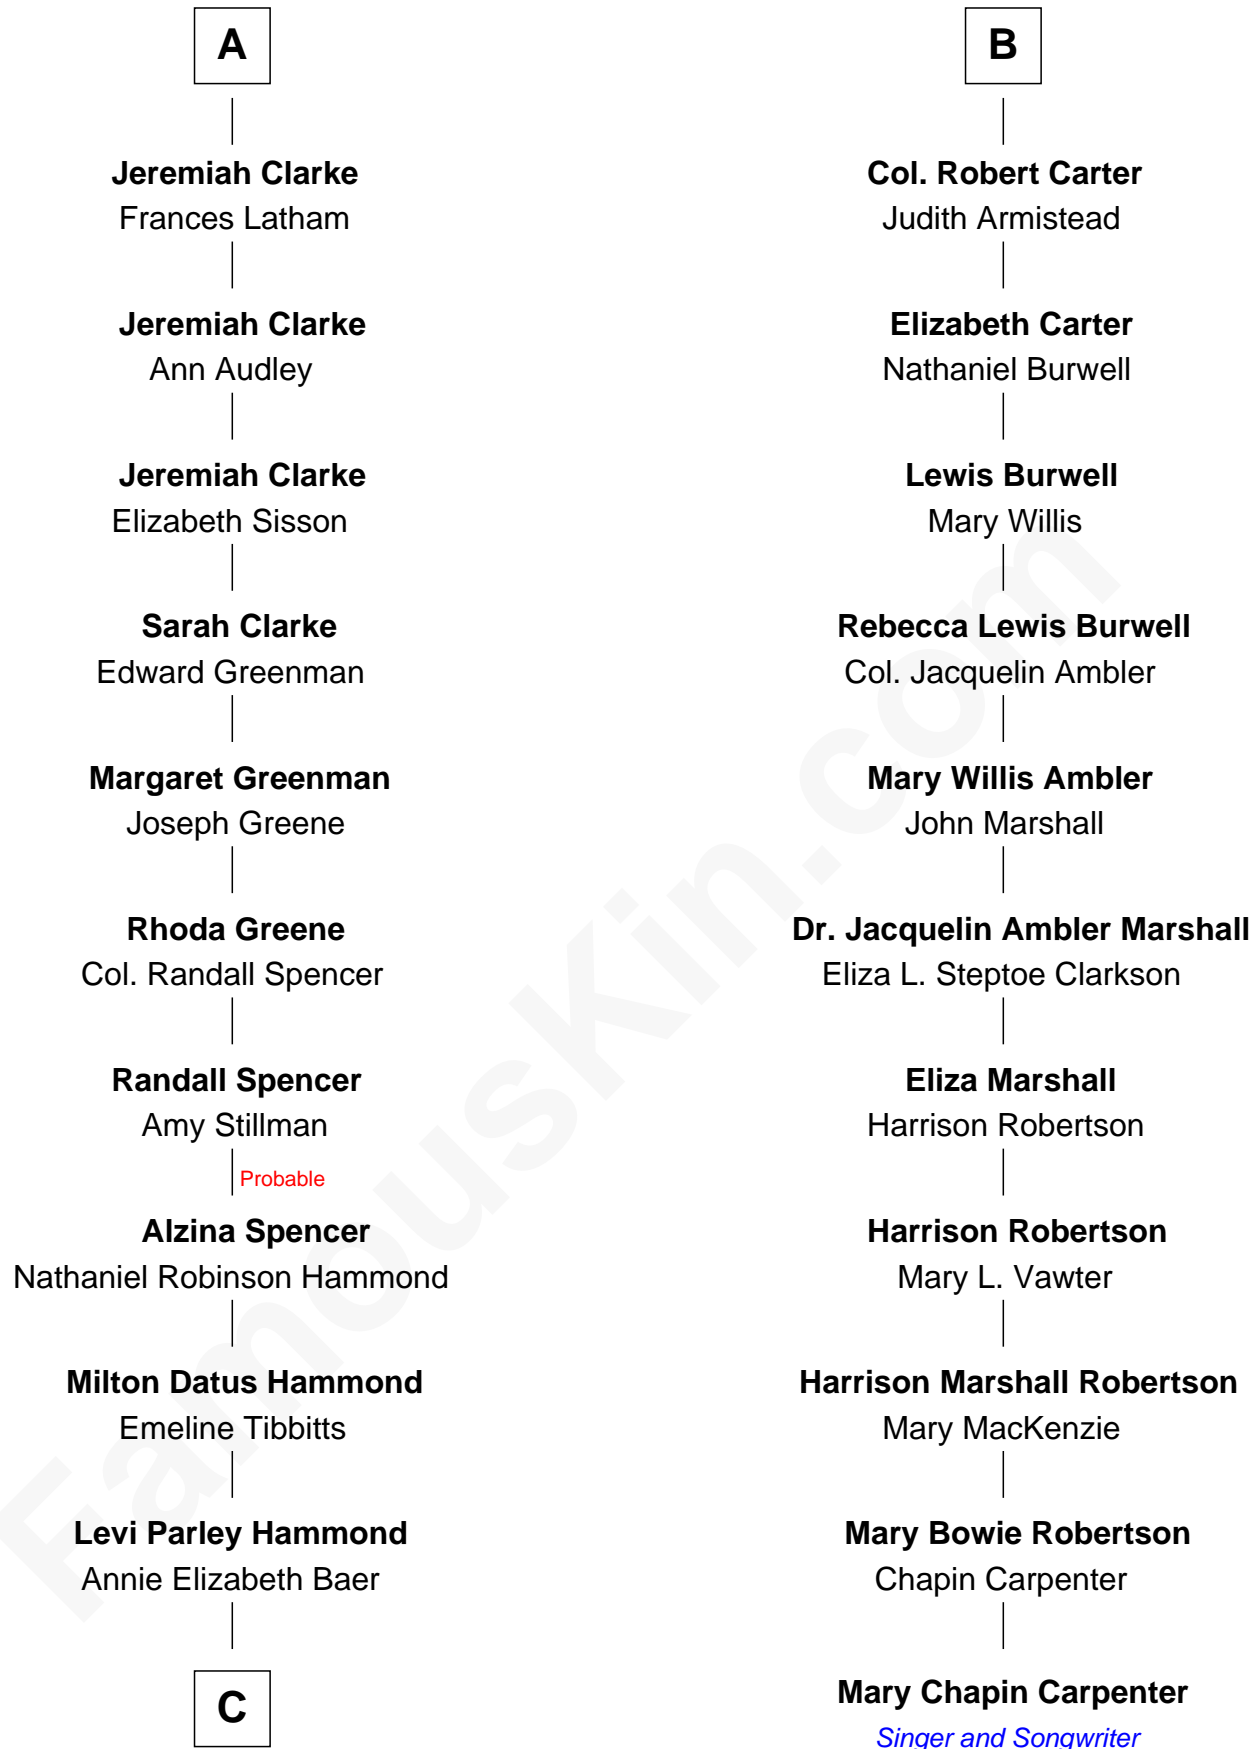 A
Jeremiah Clarke
Frances Latham
Jeremiah Clarke
Ann Audley
Jeremiah Clarke
Elizabeth Sisson
Sarah Clarke
Edward Greenman
Margaret Greenman
Joseph Greene
Rhoda Greene
Col. Randall Spencer
Randall Spencer
Amy Stillman
Probable
Alzina Spencer
Nathaniel Robinson Hammond
Milton Datus Hammond
Emeline Tibbitts
Levi Parley Hammond
Annie Elizabeth Baer
C
B
Col. Robert Carter
Judith Armistead
Elizabeth Carter
Nathaniel Burwell
Lewis Burwell
Mary Willis
Rebecca Lewis Burwell
Col. Jacquelin Ambler
Mary Willis Ambler
John Marshall
Dr. Jacquelin Ambler Marshall
Eliza L. Steptoe Clarkson
Eliza Marshall
Harrison Robertson
Harrison Robertson
Mary L. Vawter
Harrison Marshall Robertson
Mary MacKenzie
Mary Bowie Robertson
Chapin Carpenter
Mary Chapin Carpenter
Singer and Songwriter
FamousKin.com